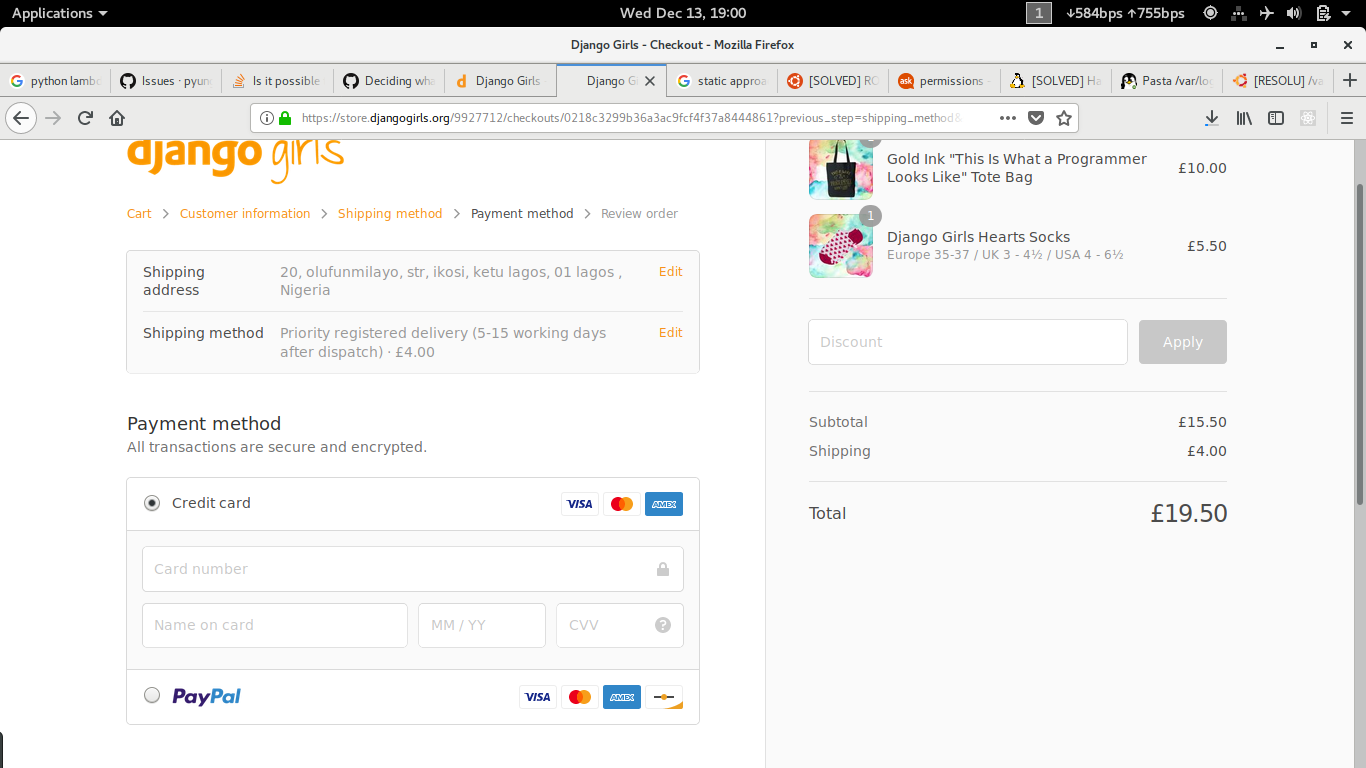 Applications
Wed Dec 13, 19:00
1
↓584bps ↑755bps
Django Girls - Checkout - Mozilla Firefox
python lambd
Issues · pyun
Is it possible
Deciding wha
Django Girls
Django Gi
static approa
[SOLVED] RO
ask
permissions
[SOLVED] Ha
Pasta /var/log
[RESOLU] /va
https://store.djangogirls.org/9927712/checkouts/0218c3299b36a3ac9fcf4f37a8444861?previous_step=shipping_method&
django girls
Cart > Customer information > Shipping method > Payment method > Review order
Shipping address
20, olufunmilayo, str, ikosi, ketu lagos, 01 lagos ,
Nigeria
Edit
Shipping method
Priority registered delivery (5-15 working days
after dispatch) · £4.00
Edit
Payment method
All transactions are secure and encrypted.
Credit card
VISA
AMEX
Card number
Name on card
MM / YY
CVV
?
PayPal
VISA
AMEX
Gold Ink "This Is What a Programmer
Looks Like" Tote Bag
£10.00
1
Django Girls Hearts Socks
Europe 35-37 / UK 3 - 4½ / USA 4 - 6½
£5.50
Discount
Apply
Subtotal
£15.50
Shipping
£4.00
Total
£19.50